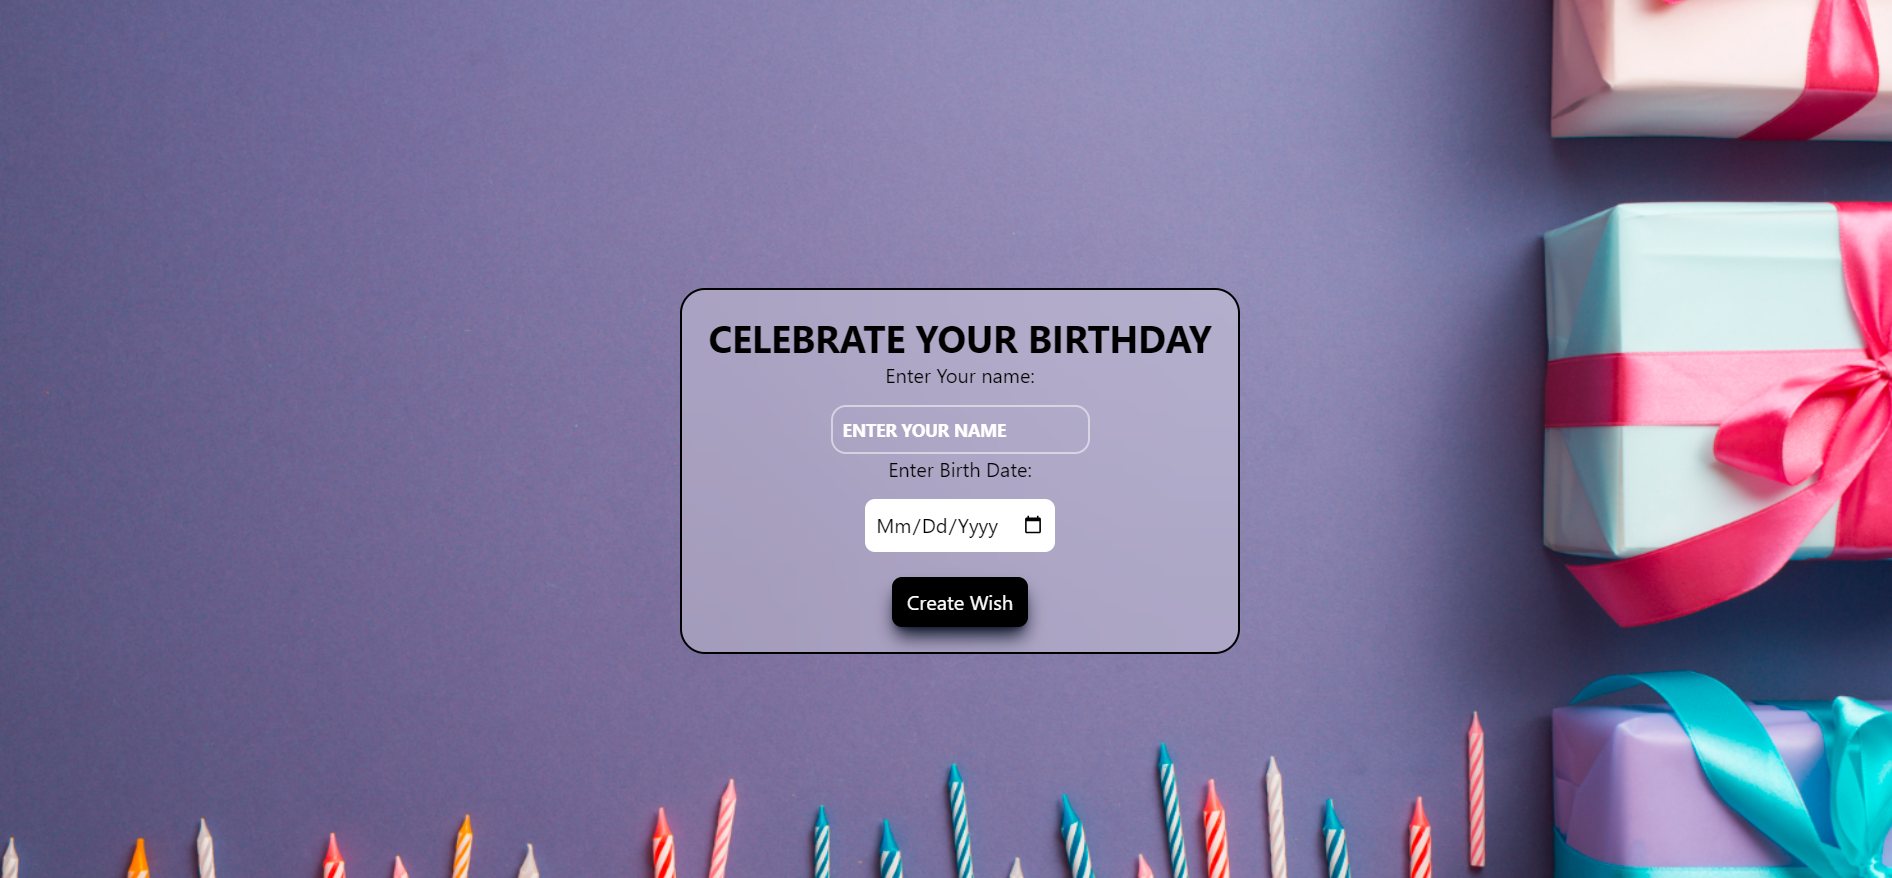 CELEBRATE YOUR BIRTHDAY
Enter Your name:
ENTER YOUR NAME
Enter Birth Date:
Mm/Dd/Yyyy
Create Wish